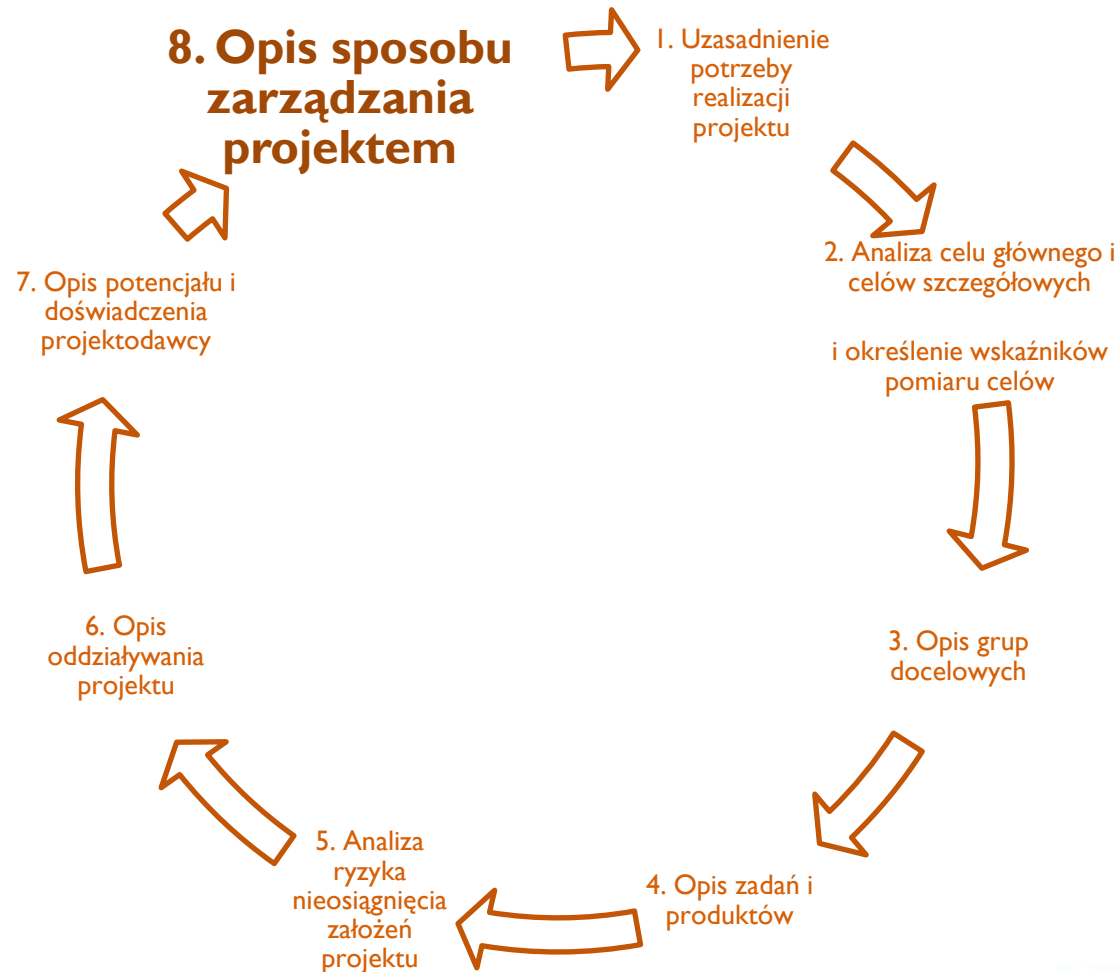 8. Opis sposobu
zarządzania
projektem
1. Uzasadnienie
potrzeby
realizacji
projektu
2. Analiza celu głównego i
celów szczegółowych
i określenie wskaźników
pomiaru celów
3. Opis grup
docelowych
4. Opis zadań i
produktów
5. Analiza
ryzyka
nieosiągnięcia
założeń
projektu
6. Opis
oddziaływania
projektu
7. Opis potencjału i
doświadczenia
projektodawcy